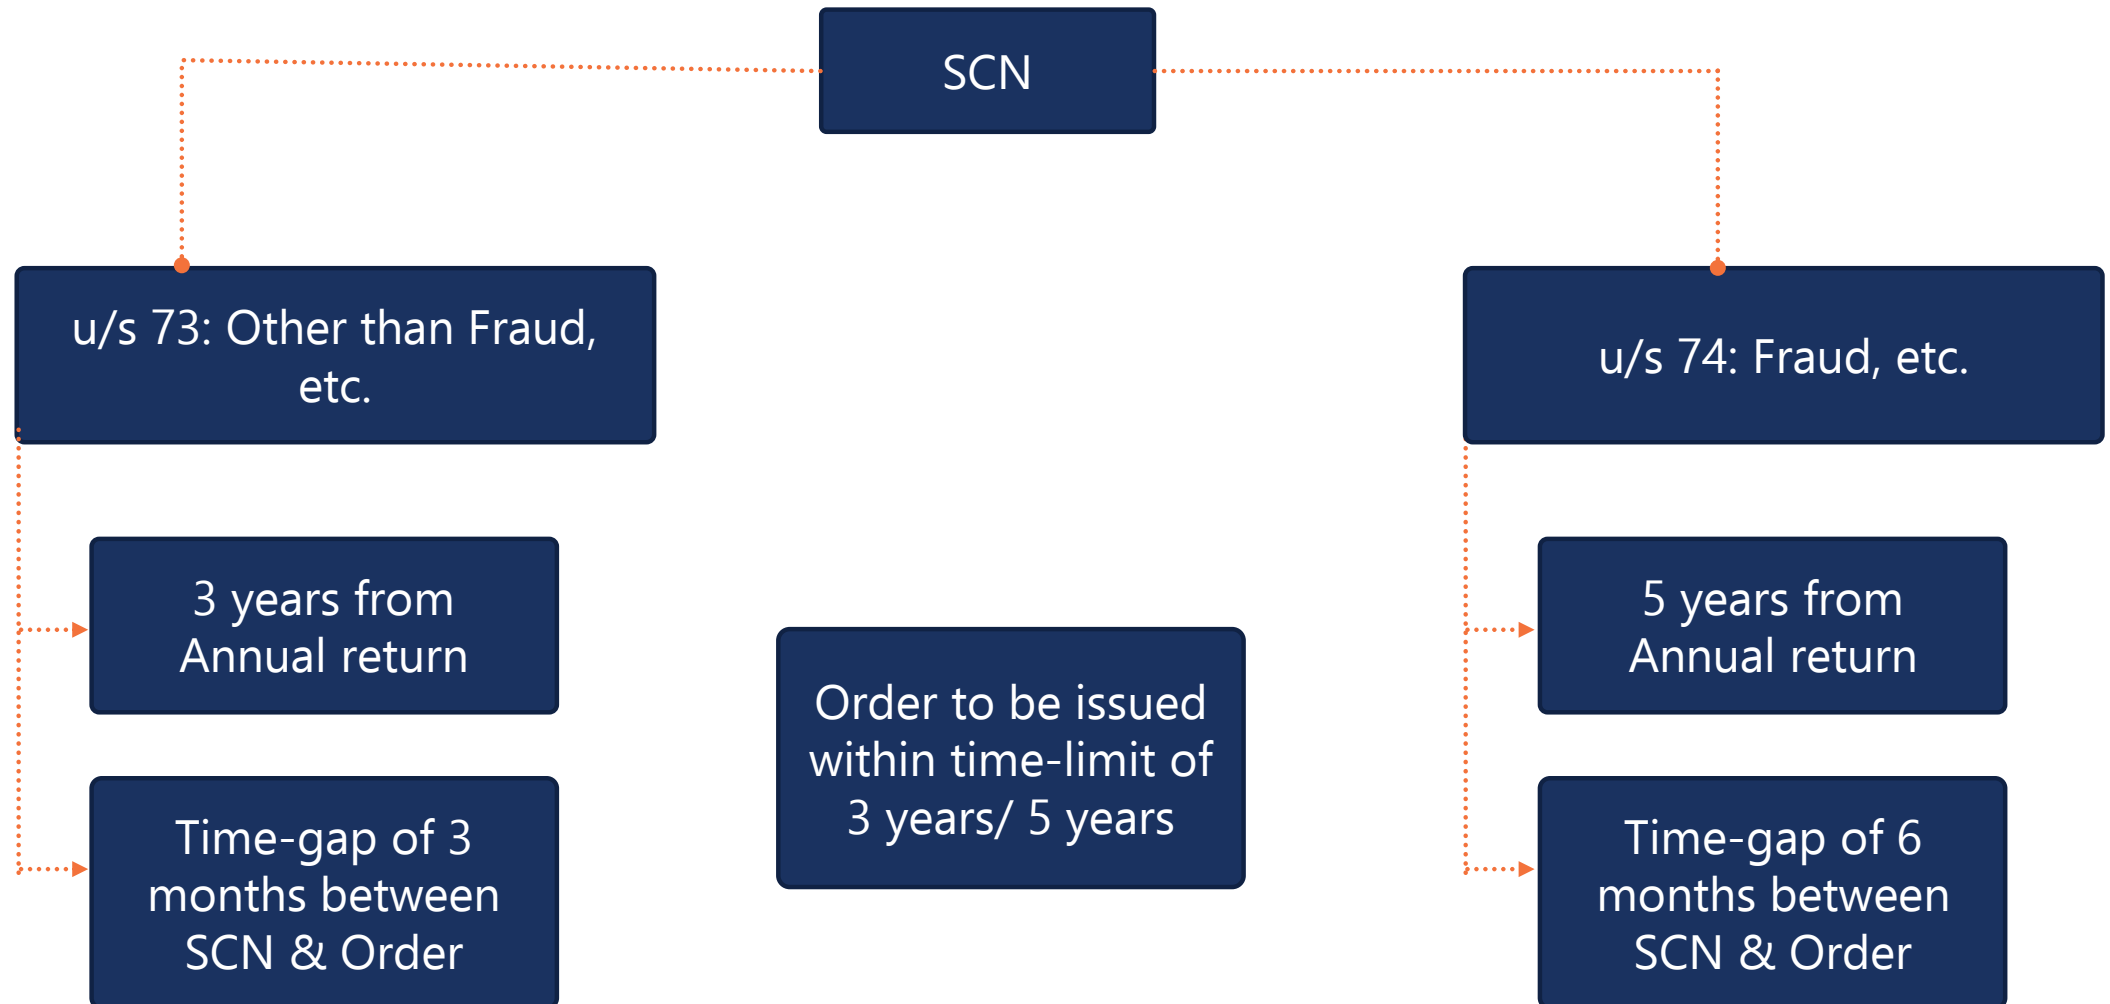 SCN
u/s 73: Other than Fraud,
etc.
u/s 74: Fraud, etc.
3 years from
Annual return
5 years from
Annual return
Order to be issued
within time-limit of
3 years/ 5 years
Time-gap of 3
months between
SCN & Order
Time-gap of 6
months between
SCN & Order